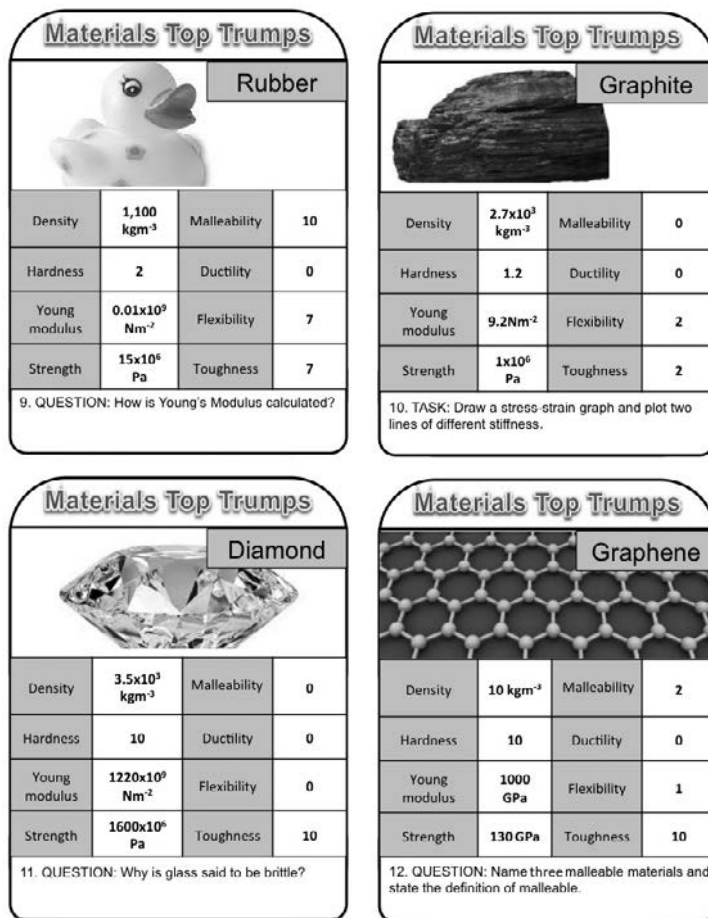 Materials Top Trumps
Rubber
Density 1,100 kgm⁻³ Malleability 10
Hardness 2 Ductility 0
Young modulus 0.01x10⁹ Nm⁻² Flexibility 7
Strength 15x10⁶ Pa Toughness 7
9. QUESTION: How is Young's Modulus calculated?
Materials Top Trumps
Graphite
Density 2.7x10³ kgm⁻³ Malleability 0
Hardness 1.2 Ductility 0
Young modulus 9.2Nm⁻² Flexibility 2
Strength 1x10⁶ Pa Toughness 2
10. TASK: Draw a stress-strain graph and plot two
lines of different stiffness.
Materials Top Trumps
Diamond
Density 3.5x10³ kgm⁻³ Malleability 0
Hardness 10 Ductility 0
Young modulus 1220x10⁹ Nm⁻² Flexibility 0
Strength 1600x10⁶ Pa Toughness 10
11. QUESTION: Why is glass said to be brittle?
Materials Top Trumps
Graphene
Density 10 kgm⁻³ Malleability 2
Hardness 10 Ductility 0
Young modulus 1000 GPa Flexibility 1
Strength 130 GPa Toughness 10
12. QUESTION: Name three malleable materials and
state the definition of malleable.